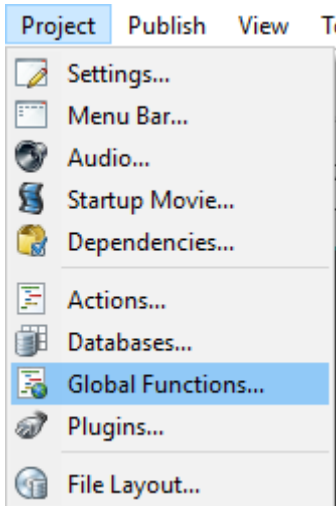 Project Publish View
Settings...
Menu Bar...
Audio...
Startup Movie...
Dependencies...
Actions...
Databases...
Global Functions...
Plugins...
File Layout...